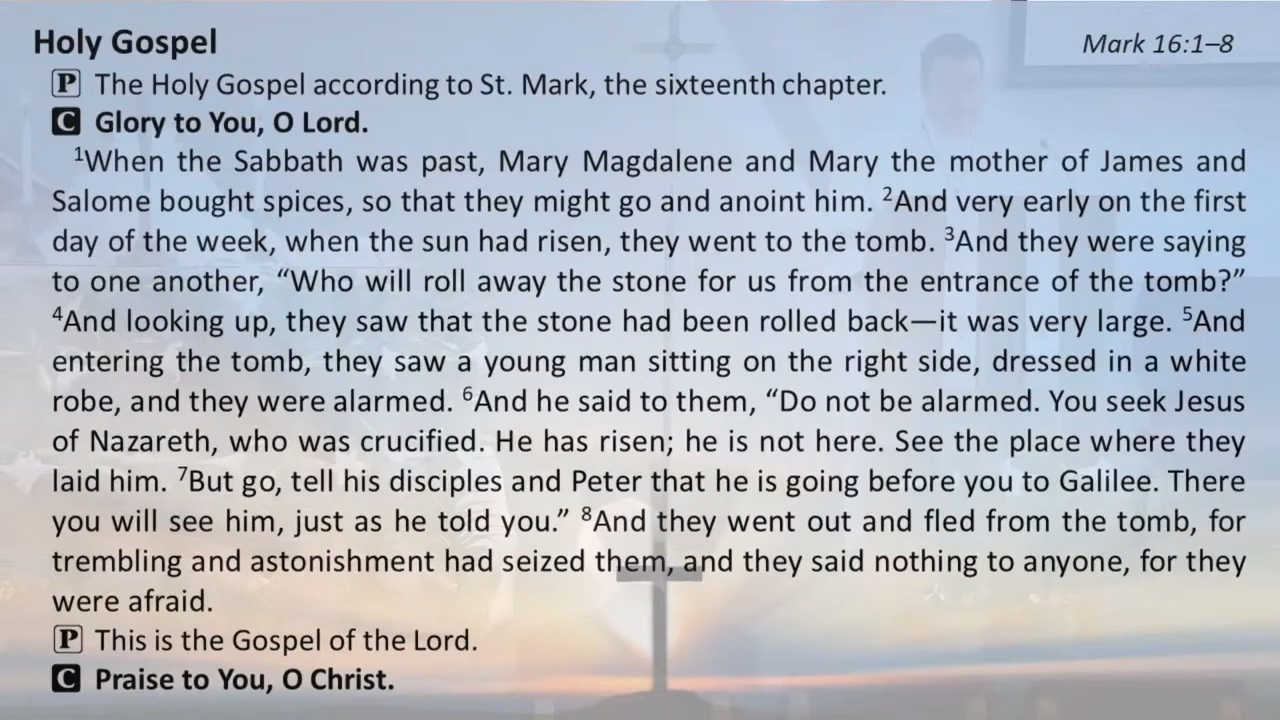 Holy Gospel
Mark 16:1–8
P The Holy Gospel according to St. Mark, the sixteenth chapter.
C Glory to You, O Lord.
1When the Sabbath was past, Mary Magdalene and Mary the mother of James and
Salome bought spices, so that they might go and anoint him. 2And very early on the first
day of the week, when the sun had risen, they went to the tomb. 3And they were saying
to one another, “Who will roll away the stone for us from the entrance of the tomb?”
4And looking up, they saw that the stone had been rolled back—it was very large. 5And
entering the tomb, they saw a young man sitting on the right side, dressed in a white
robe, and they were alarmed. 6And he said to them, “Do not be alarmed. You seek Jesus
of Nazareth, who was crucified. He has risen; he is not here. See the place where they
laid him. 7But go, tell his disciples and Peter that he is going before you to Galilee. There
you will see him, just as he told you.” 8And they went out and fled from the tomb, for
trembling and astonishment had seized them, and they said nothing to anyone, for they
were afraid.
P This is the Gospel of the Lord.
C Praise to You, O Christ.